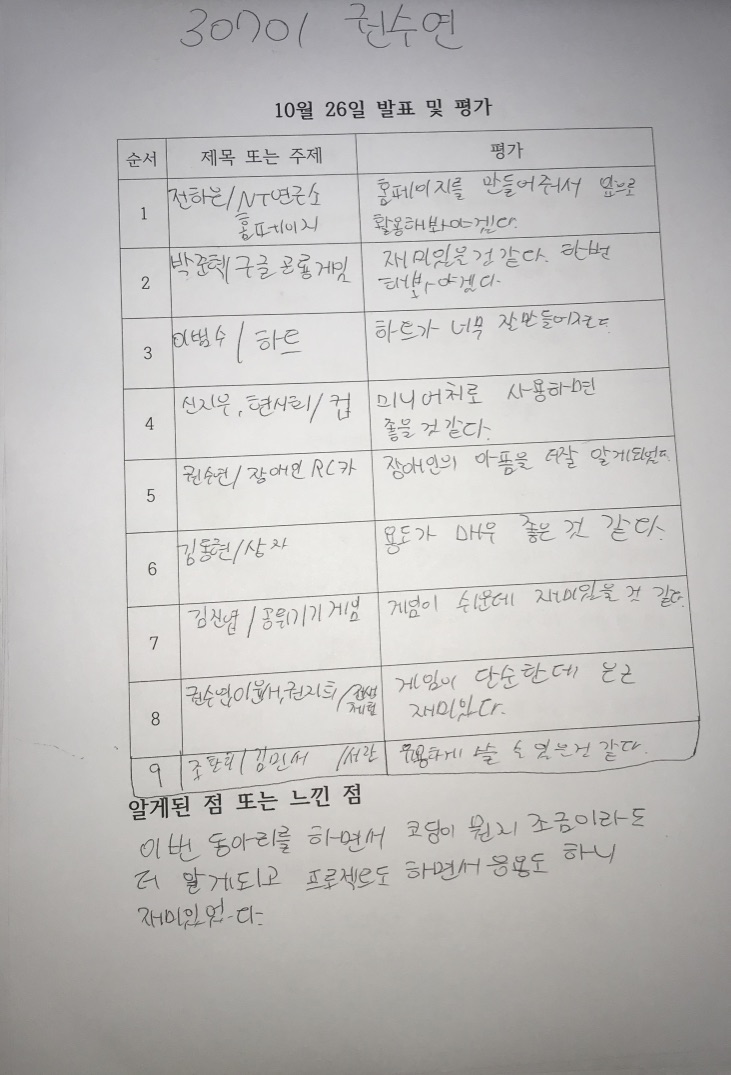 30701 권수연
10월 26일 발표 및 평가
순서 제목 또는 주제 평가
1 전하은/NT연구소 홈페이지를 만들어줘서 앞으로
홈페이지 활용해봐야겠다.
2 박준혁/구글 공룡게임 재미있을것 같다. 한번
해봐야겠다.
3 이범수/하트 하트가 너무 잘만들어졌다
4 신지우, 현서희/컵 미니어처로 사용하면
좋을 것 같다.
5 권수연/장애인 RC카 장애인의 아픔을 더잘 알게되었다
6 김동현/상자 용도가 매우 좋은 것 같다.
7 김진엽/공튀기기 게임 게임이 쉬운데 재미있을 것 같다.
8 권수연,이윤서,권지희/ 게임이 단순한데 은근
재미있다.
9 김민서 /서랍 유용하게 쓸 수 있을것 같다.
알게된 점 또는 느낀 점
이번 동아리를 하면서 코딩이 뭔지 조금이라도
더 알게되고 프로젝트도 하면서 응용도 하니
재미있었다.